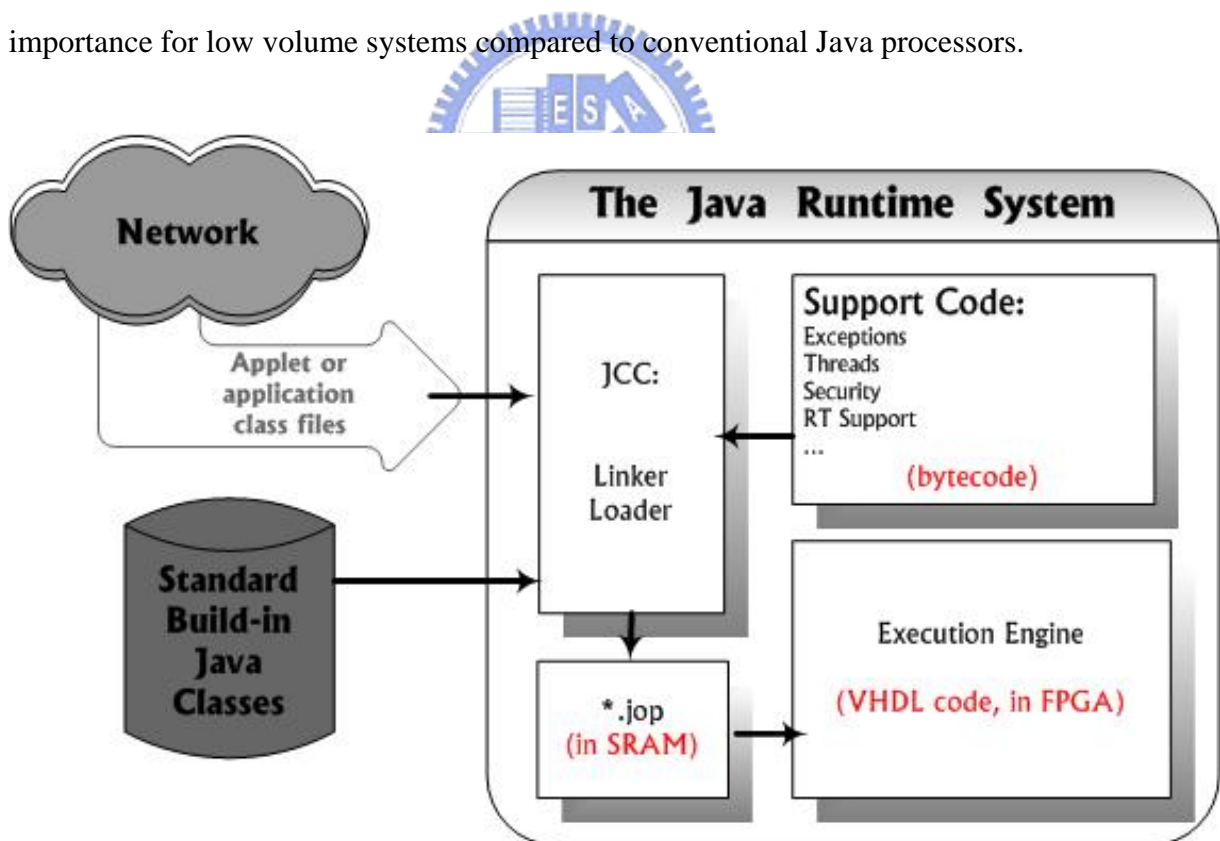 importance for low volume systems compared to conventional Java processors.
E S A
The Java Runtime System
Network
Applet or
application
class files
JCC:
Linker
Loader
Support Code:
Exceptions
Threads
Security
RT Support
...
(bytecode)
Standard
Build-in
Java
Classes
*.jop
(in SRAM)
Execution Engine
(VHDL code, in FPGA)